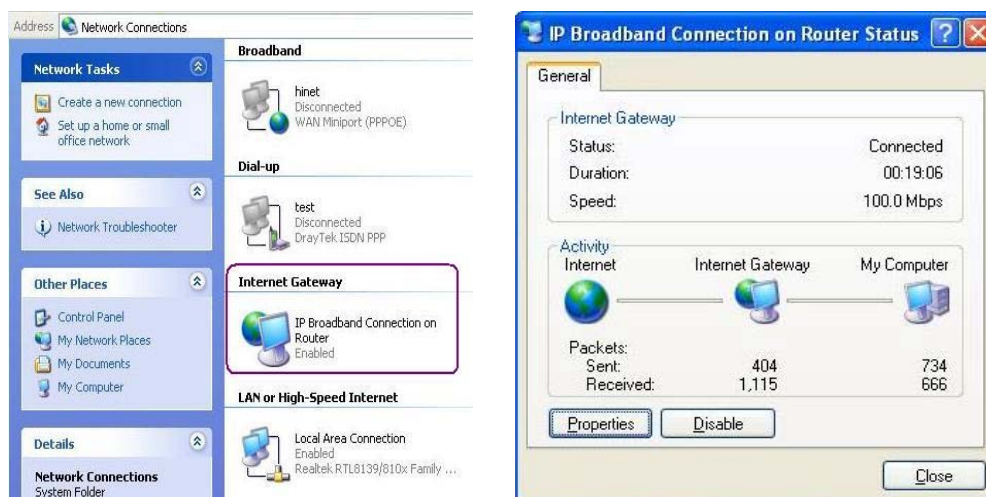 Address Network Connections
Network Tasks
Create a new connection
Set up a home or small
office network
See Also
Network Troubleshooter
Other Places
Control Panel
My Network Places
My Documents
My Computer
Details
Network Connections
System Folder
Broadband
hinet
Disconnected
WAN Miniport (PPPOE)
Dial-up
test
Disconnected
DrayTek ISDN PPP
Internet Gateway
IP Broadband Connection on
Router
Enabled
LAN or High-Speed Internet
Local Area Connection
Enabled
Realtek RTL8139/810x Family ...
IP Broadband Connection on Router Status
General
Internet Gateway
Status: Connected
Duration: 00:19:06
Speed: 100.0 Mbps
Activity
Internet Internet Gateway My Computer
Packets:
Sent: 404 734
Received: 1,115 666
Properties Disable
Close